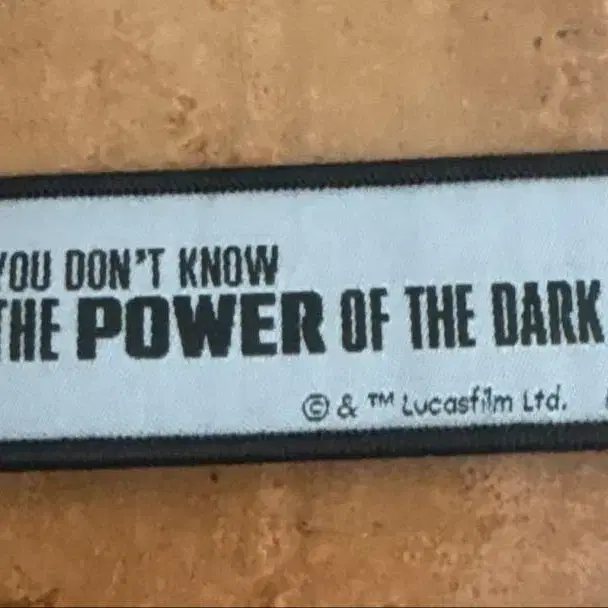 YOU DON'T KNOW
THE POWER OF THE DARK
© & ™ Lucasfilm Ltd.